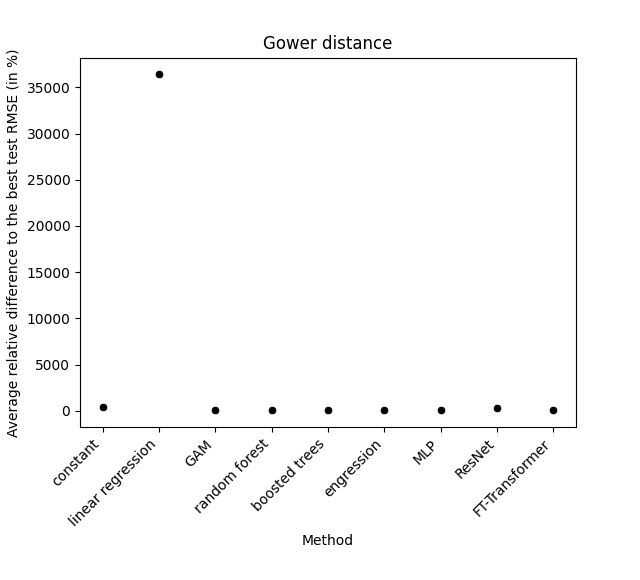 Gower distance
Average relative difference to the best test RMSE (in %)
35000
30000
25000
20000
15000
10000
5000
0
constant
linear regression
GAM
random forest
boosted trees
engression
MLP
ResNet
FT-Transformer
Method